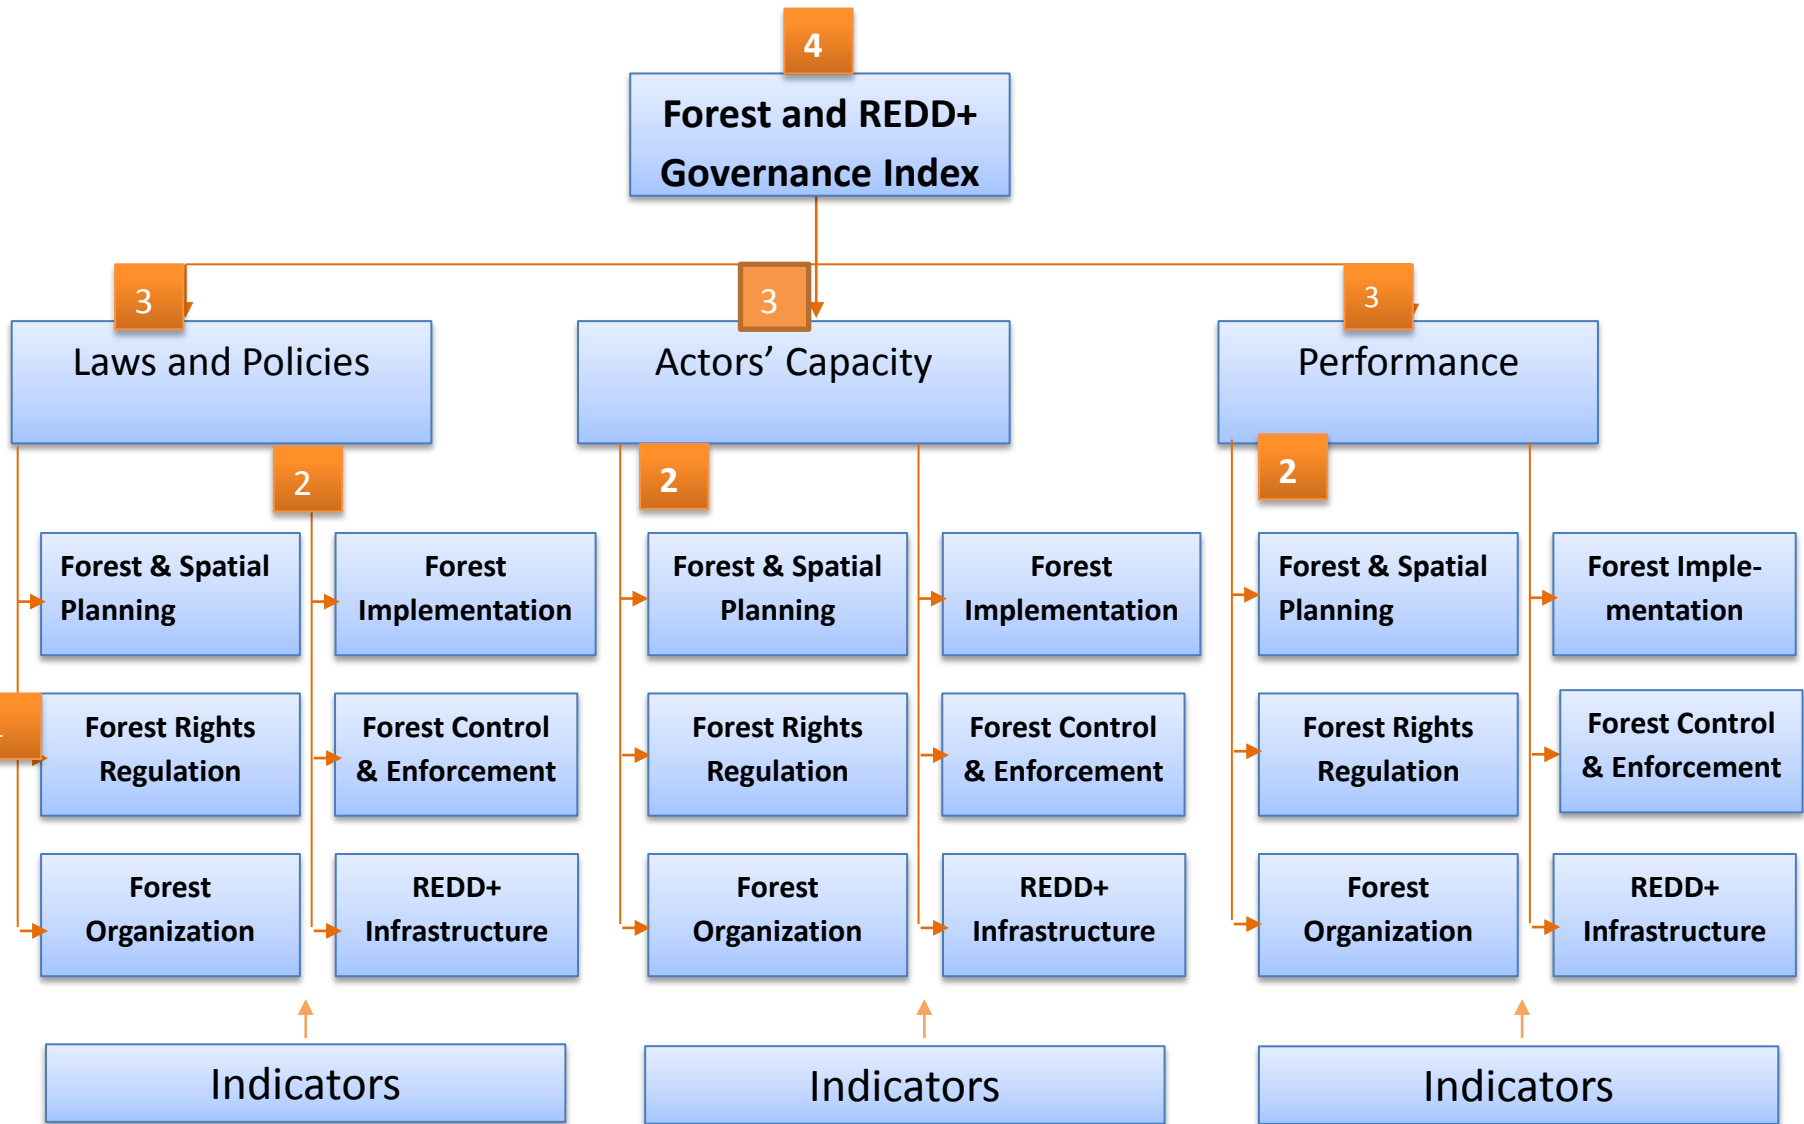 4
Forest and REDD+
Governance Index
3
3
3
Laws and Policies
Actors’ Capacity
Performance
2
2
2
Forest & Spatial
Planning
Forest
Implementation
Forest & Spatial
Planning
Forest
Implementation
Forest & Spatial
Planning
Forest Imple-
mentation
Forest Rights
Regulation
Forest Control
& Enforcement
Forest Rights
Regulation
Forest Control
& Enforcement
Forest Rights
Regulation
Forest Control
& Enforcement
Forest
Organization
REDD+
Infrastructure
Forest
Organization
REDD+
Infrastructure
Forest
Organization
REDD+
Infrastructure
Indicators
Indicators
Indicators